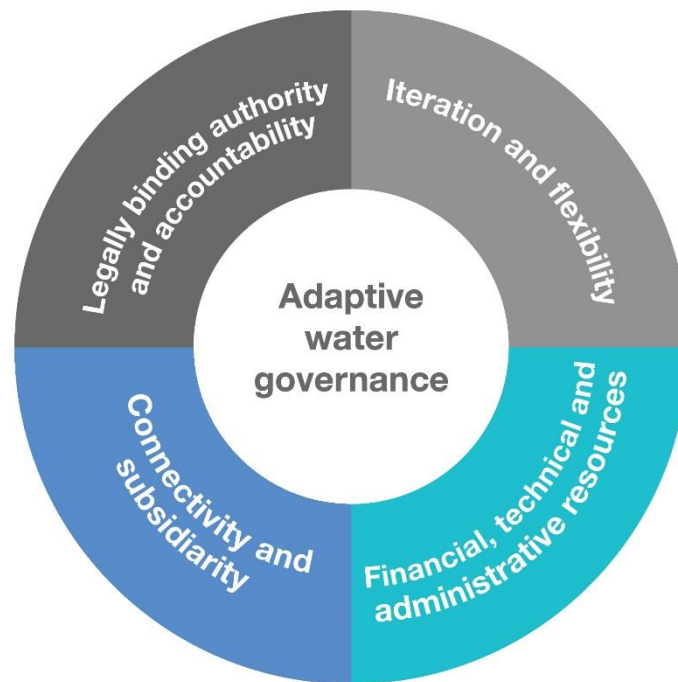 Legally binding authority
and accountability
Iteration and flexibility
Adaptive
water
governance
Connectivity and
subsidiarity
Financial, technical and
administrative resources